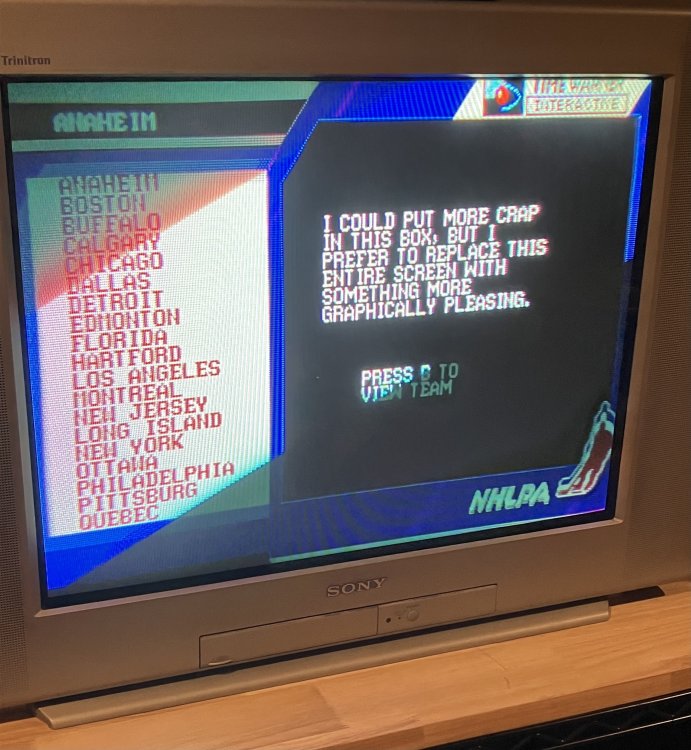 Trinitron
ANAHEIM
TIME WARNER
INTERACTIVE
ANAHEIM
BOSTON
BUFFALO
CALGARY
CHICAGO
DALLAS
DETROIT
EDMONTON
FLORIDA
HARTFORD
LOS ANGELES
MONTREAL
NEW JERSEY
LONG ISLAND
NEW YORK
OTTAWA
PHILADELPHIA
PITTSBURG
QUEBEC
I COULD PUT MORE CRAP
IN THIS BOX, BUT I
PREFER TO REPLACE THIS
ENTIRE SCREEN WITH
SOMETHING MORE
GRAPHICALLY PLEASING.
PRESS B TO
VIEW TEAM
NHLPA
SONY